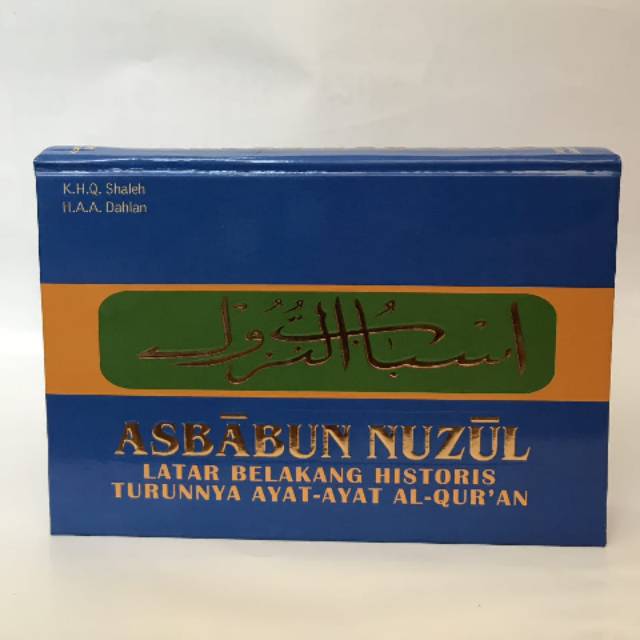 K.H.Q. Shaleh
H.A.A. Dahlan
اسباب النزول
ASBĀBUN NUZŪL
LATAR BELAKANG HISTORIS
TURUNNYA AYAT-AYAT AL-QUR'AN